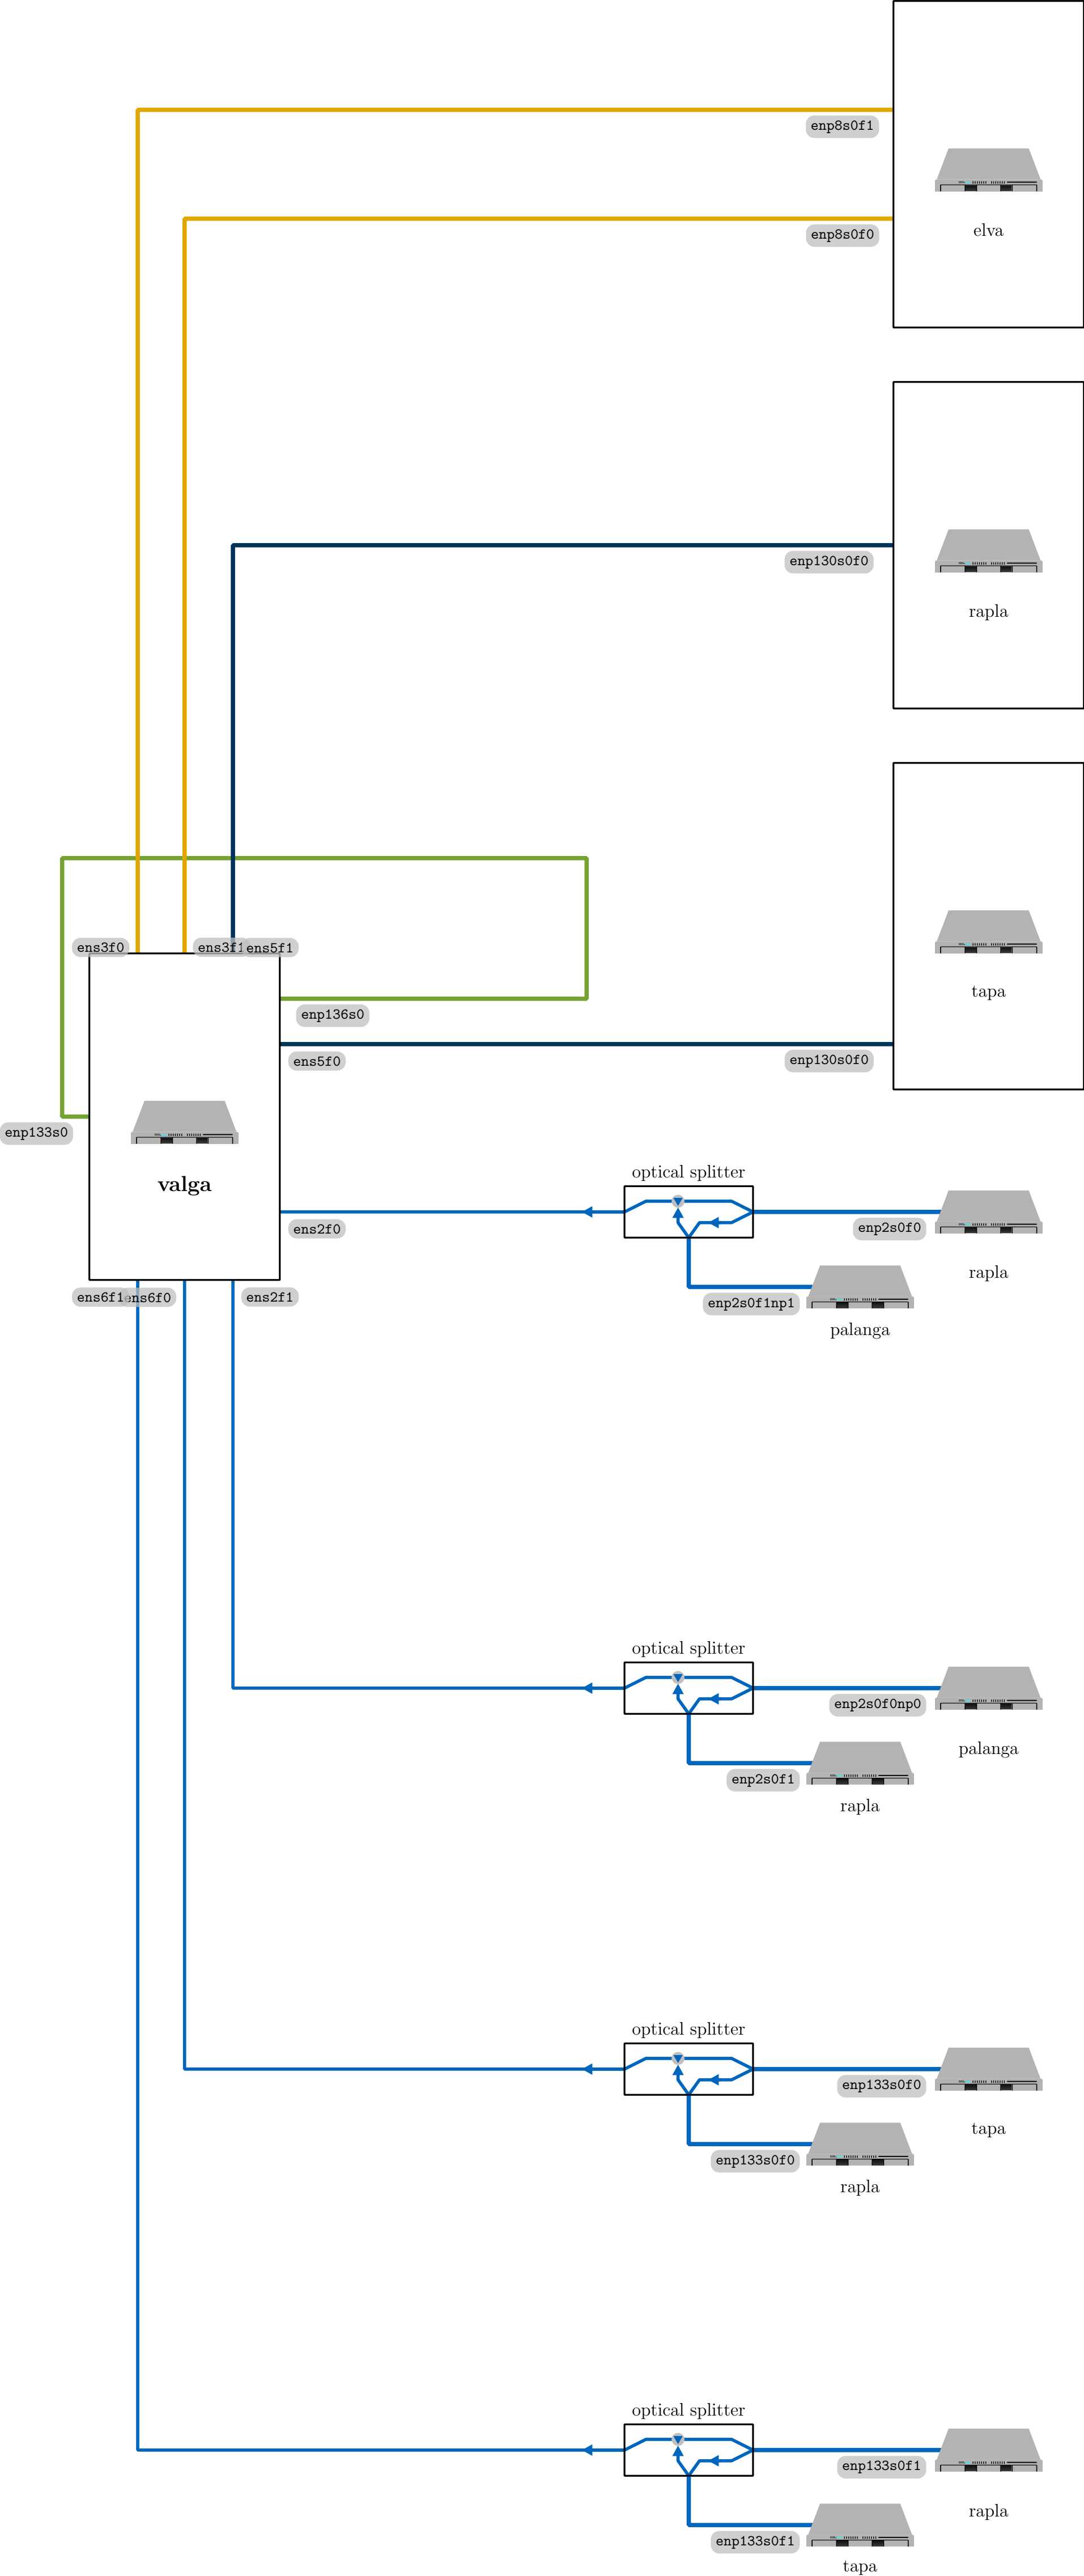 enp8s0f1
enp8s0f0
elva
enp130s0f0
rapla
tapa
ens3f0
ens3f1
ens5f1
enp136s0
ens5f0
enp130s0f0
enp133s0
valga
optical splitter
ens2f0
enp2s0f0
rapla
enp2s0f1np1
palanga
ens6f1
ens6f0
ens2f1
optical splitter
enp2s0f0np0
palanga
enp2s0f1
rapla
optical splitter
enp133s0f0
tapa
enp133s0f0
rapla
optical splitter
enp133s0f1
rapla
enp133s0f1
tapa